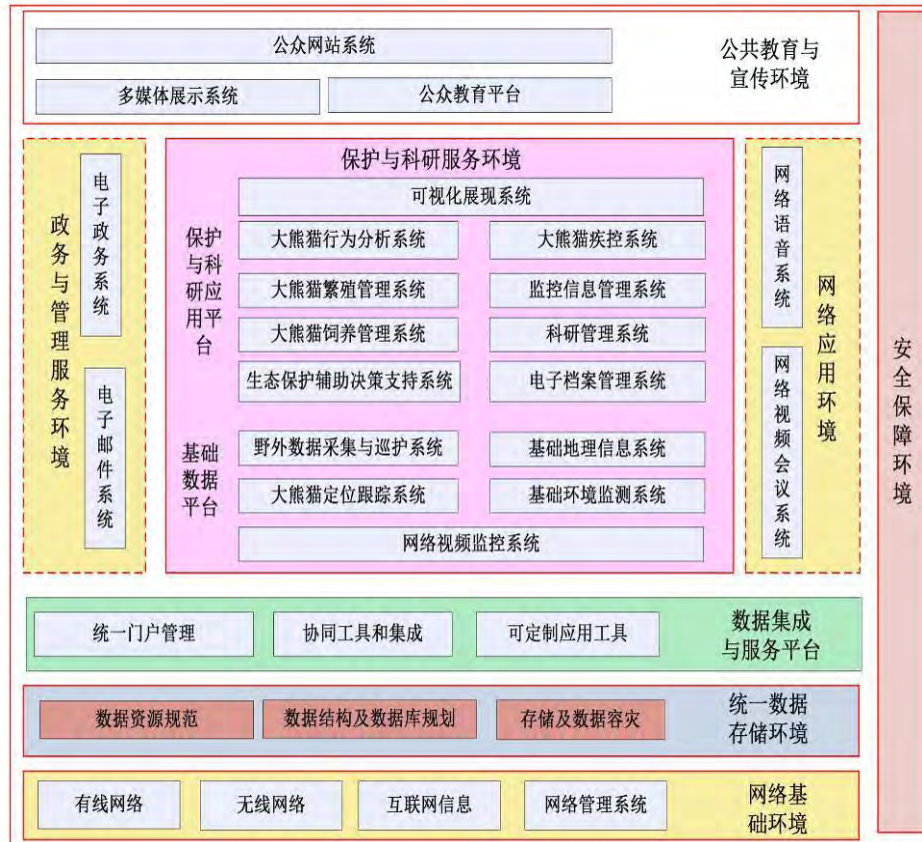 公众网站系统
多媒体展示系统
公众教育平台
公共教育与
宣传环境
政务与管理服务环境
电子政务系统
电子邮件系统
保护与科研服务环境
可视化展现系统
保护
与科
研应
用平
台
大熊猫行为分析系统
大熊猫疾控系统
大熊猫繁殖管理系统
监控信息管理系统
大熊猫饲养管理系统
科研管理系统
生态保护辅助决策支持系统
电子档案管理系统
基础
数据
平台
野外数据采集与巡护系统
基础地理信息系统
大熊猫定位跟踪系统
基础环境监测系统
网络视频监控系统
网络语音系统
网络视频会议系统
网络应用环境
安全保障环境
统一门户管理
协同工具和集成
可定制应用工具
数据集成
与服务平台
数据资源规范
数据结构及数据库规划
存储及数据容灾
统一数据
存储环境
有线网络
无线网络
互联网信息
网络管理系统
网络基
础环境